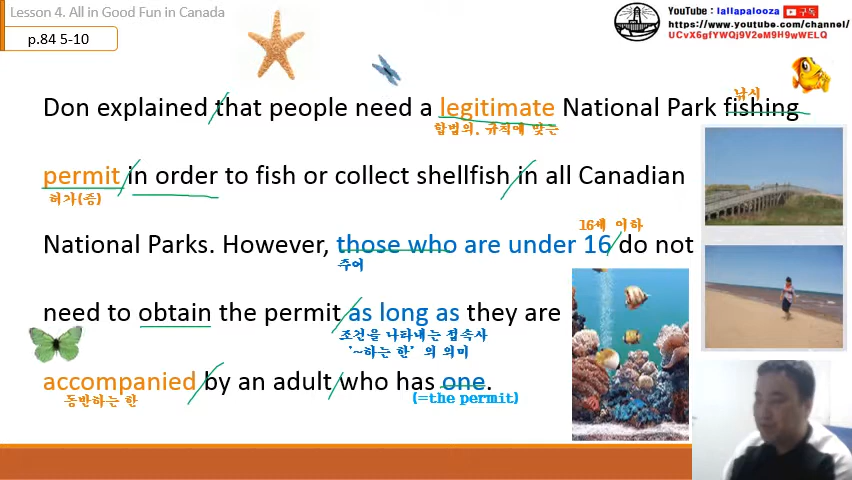 Lesson 4. All in Good Fun in Canada
p.84 5-10
YouTube : lallapalooza 구독
https://www.youtube.com/channel/
UCvX6gfYWQj9V2eM9H9wWELQ
낚시
Don explained that people need a legitimate National Park fishing
합법의. 규칙에 맞는
permit in order to fish or collect shellfish in all Canadian
허가(증)
16세 이하
National Parks. However, those who are under 16 do not
주어
need to obtain the permit as long as they are
조건을 나타내는 접속사
'~하는 한'의 의미
accompanied by an adult who has one.
동반하는 한
(=the permit)